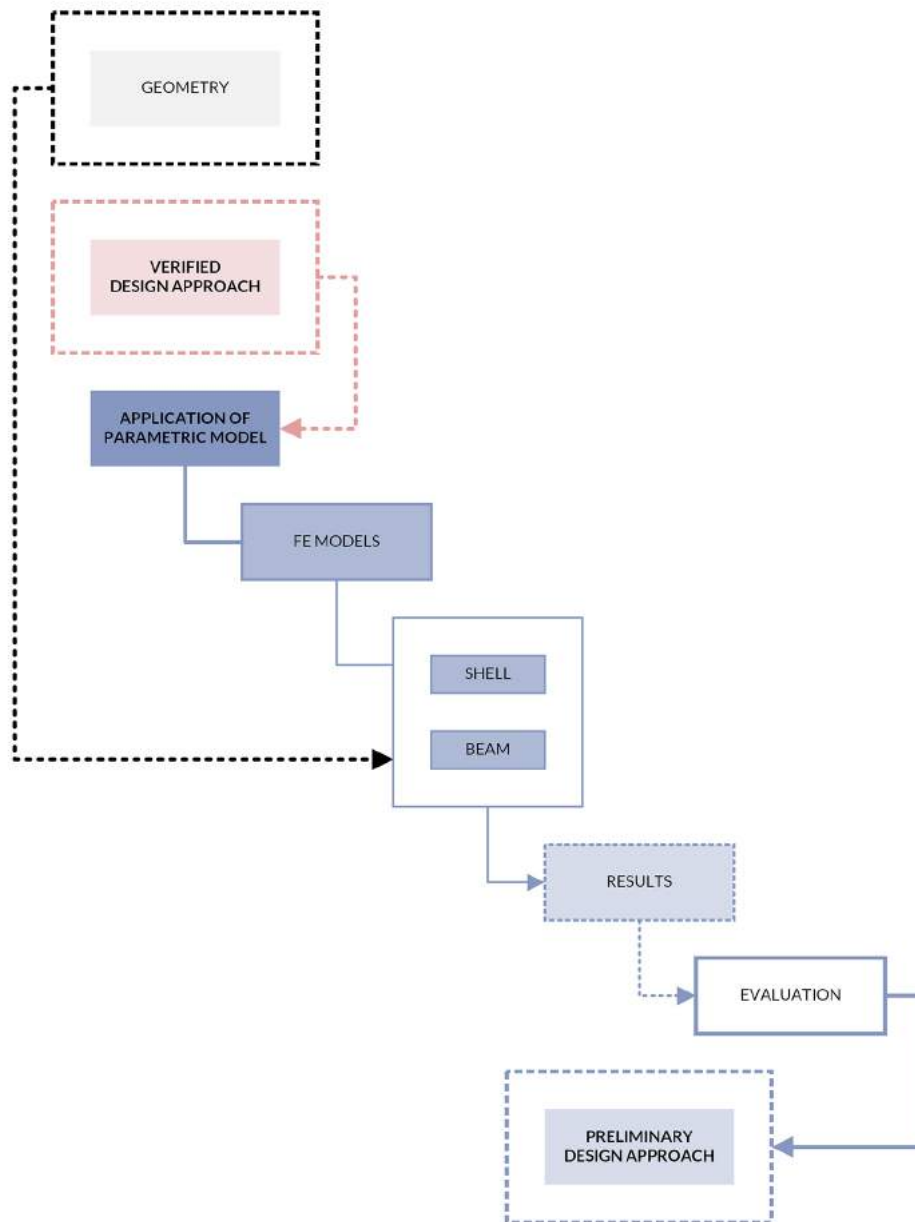 GEOMETRY
VERIFIED
DESIGN APPROACH
APPLICATION OF
PARAMETRIC MODEL
FE MODELS
SHELL
BEAM
RESULTS
EVALUATION
PRELIMINARY
DESIGN APPROACH